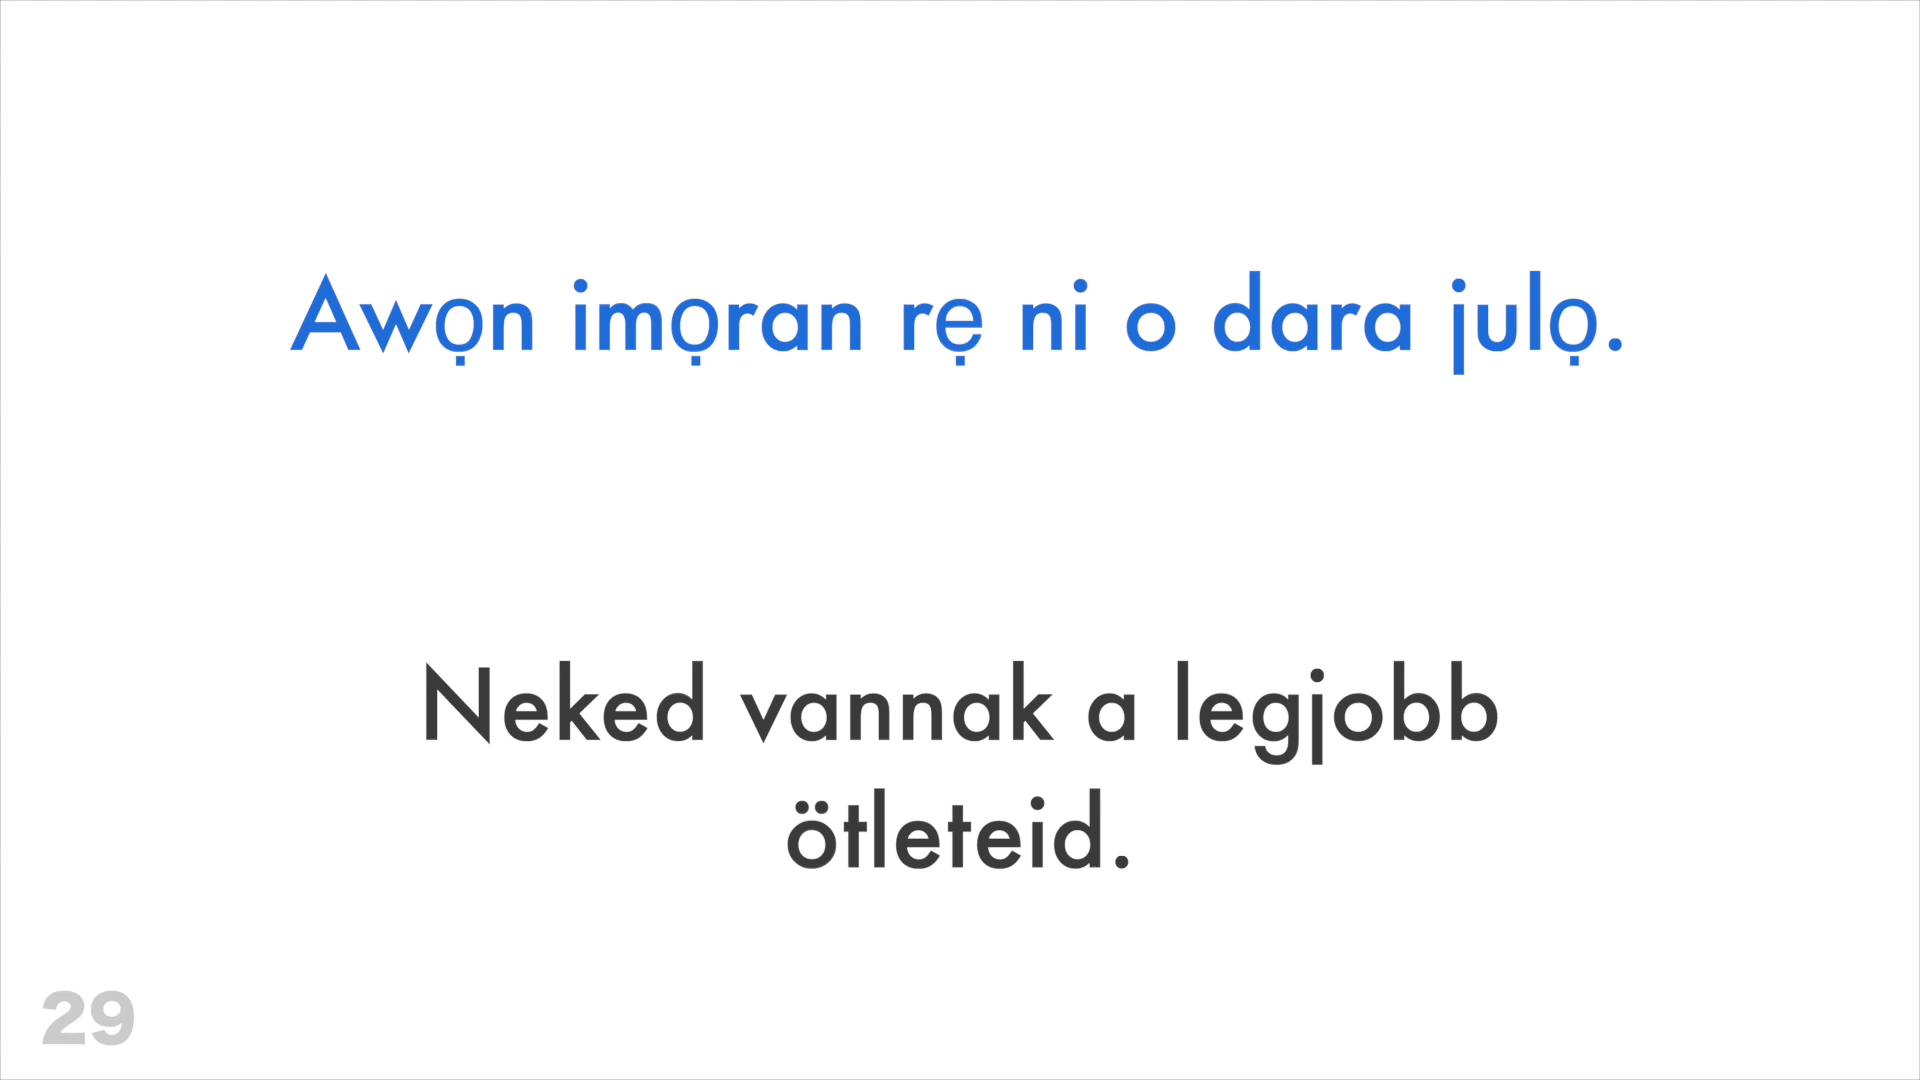 Awọn imọran rẹ ni o dara julọ.
Neked vannak a legjobb
ötleteid.
29